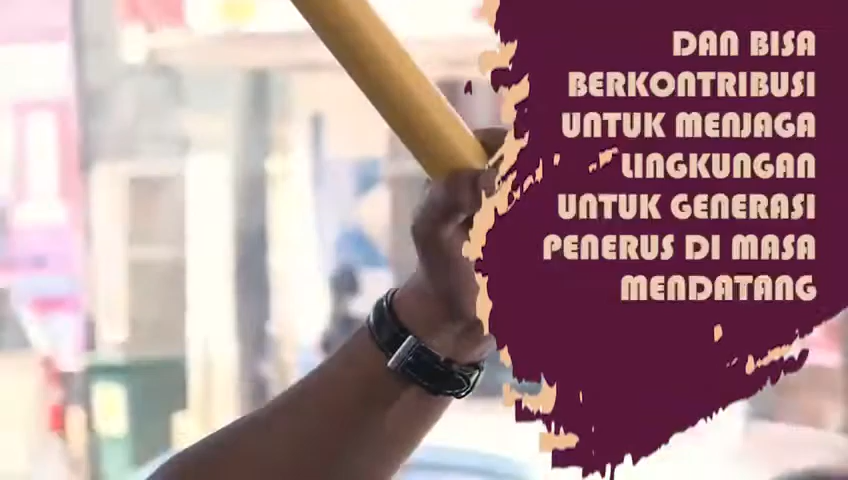 DAN BISA
BERKONTRIBUSI
UNTUK MENJAGA
LINGKUNGAN
UNTUK GENERASI
PENERUS DI MASA
MENDATANG